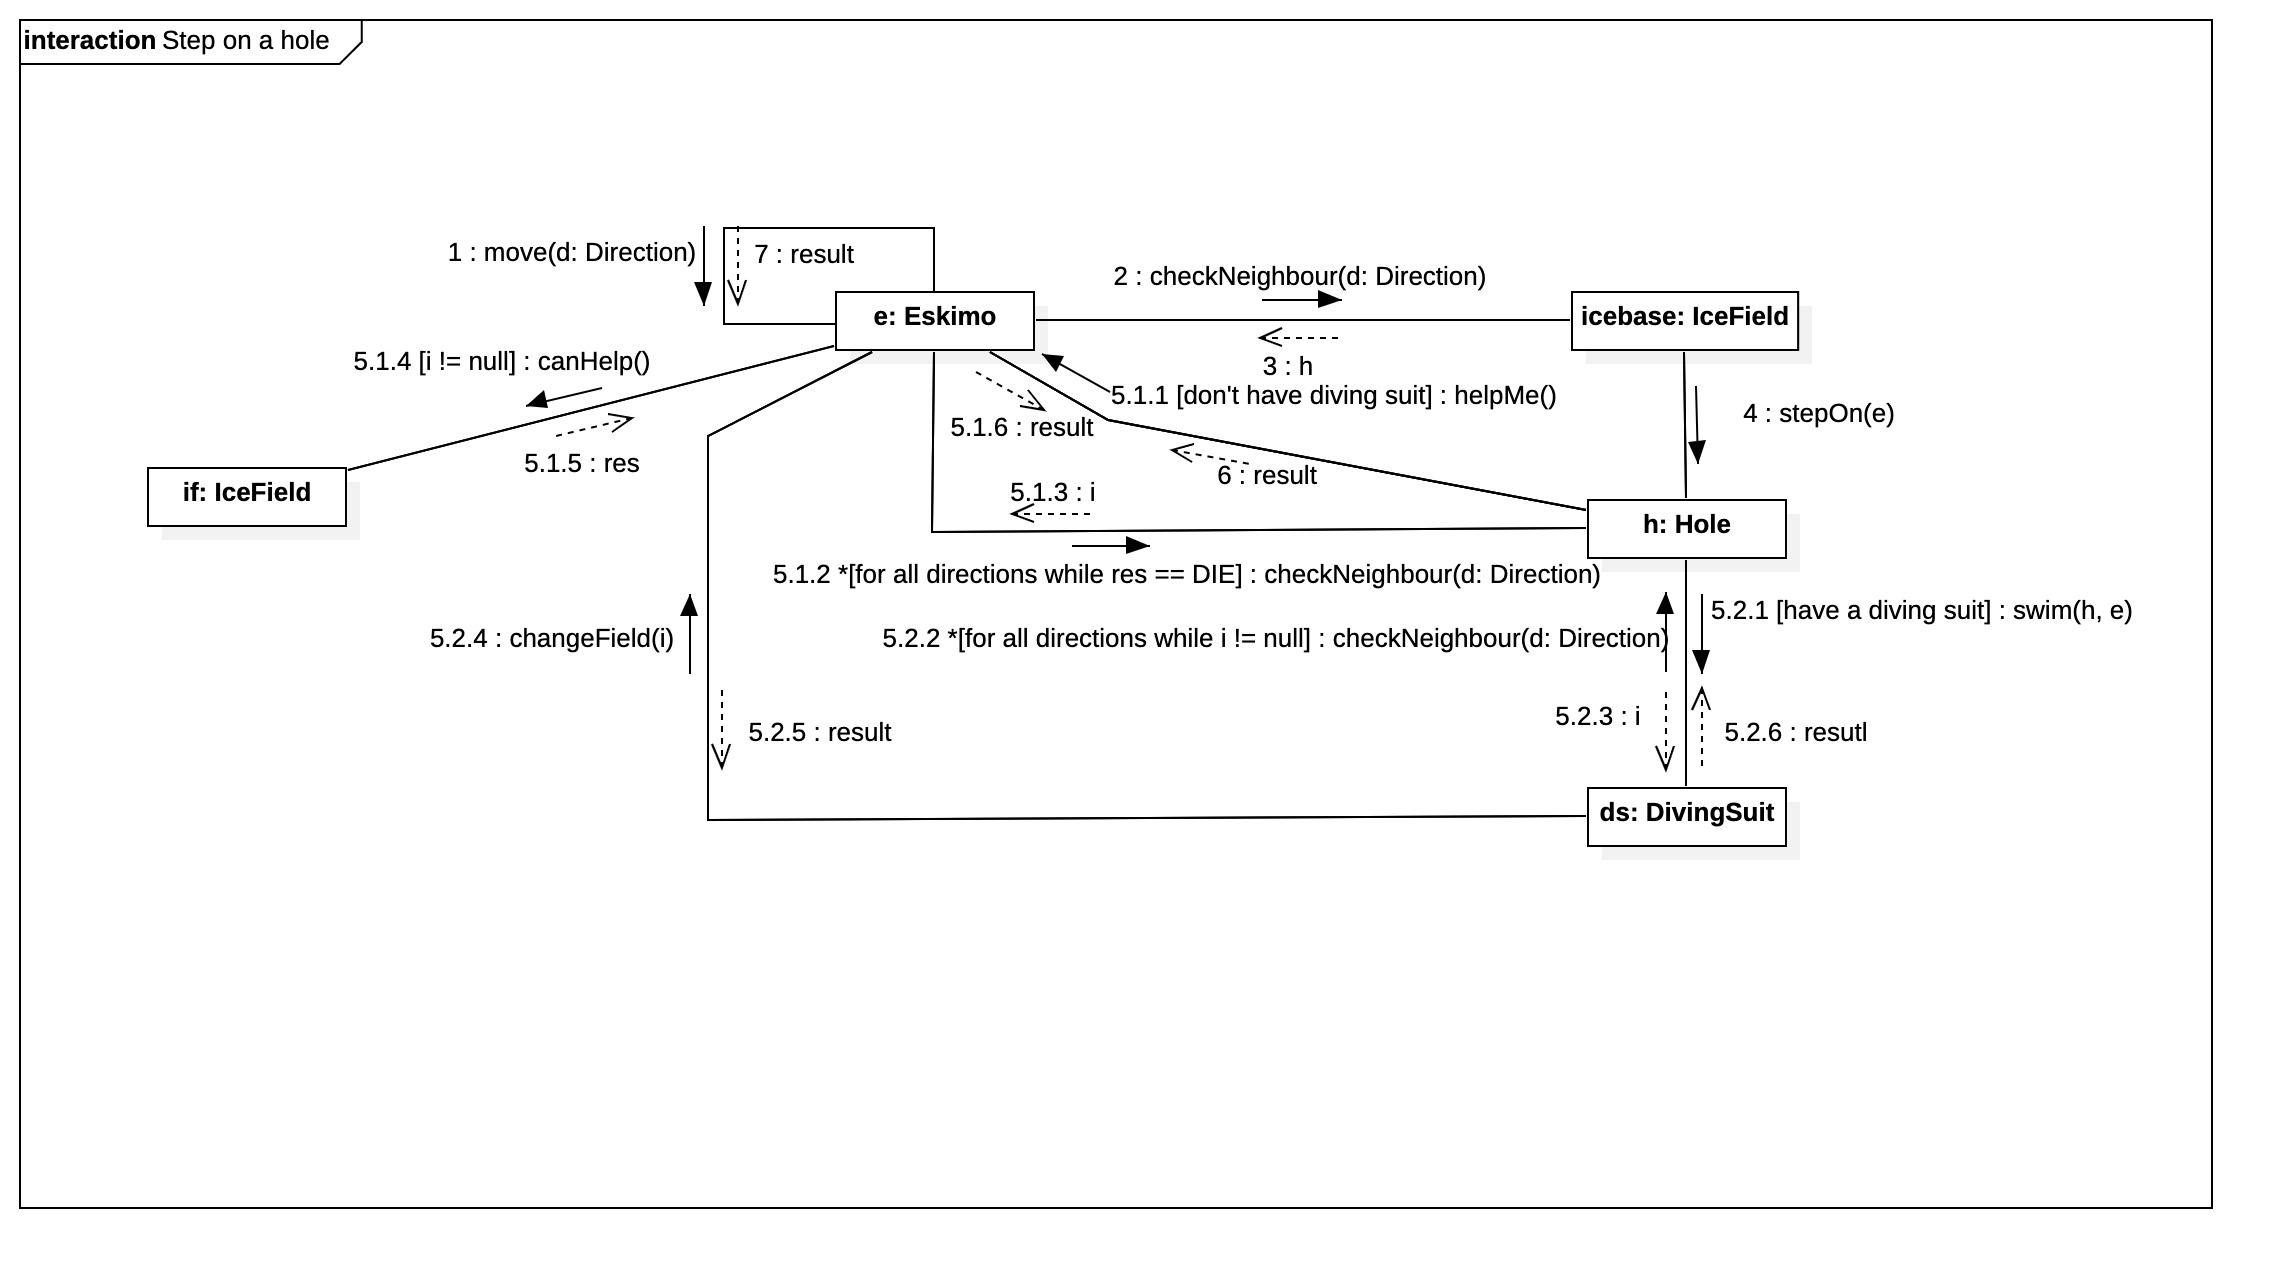 interaction Step on a hole
1 : move(d: Direction)
7 : result
2 : checkNeighbour(d: Direction)
e: Eskimo
icebase: IceField
5.1.4 [i != null] : canHelp()
3 : h
5.1.1 [don't have diving suit] : helpMe()
4 : stepOn(e)
5.1.6 : result
5.1.5 : res
6 : result
if: IceField
5.1.3 : i
h: Hole
5.1.2 *[for all directions while res == DIE] : checkNeighbour(d: Direction)
5.2.1 [have a diving suit] : swim(h, e)
5.2.4 : changeField(i)
5.2.2 *[for all directions while i != null] : checkNeighbour(d: Direction)
5.2.3 : i
5.2.5 : result
5.2.6 : resutl
ds: DivingSuit